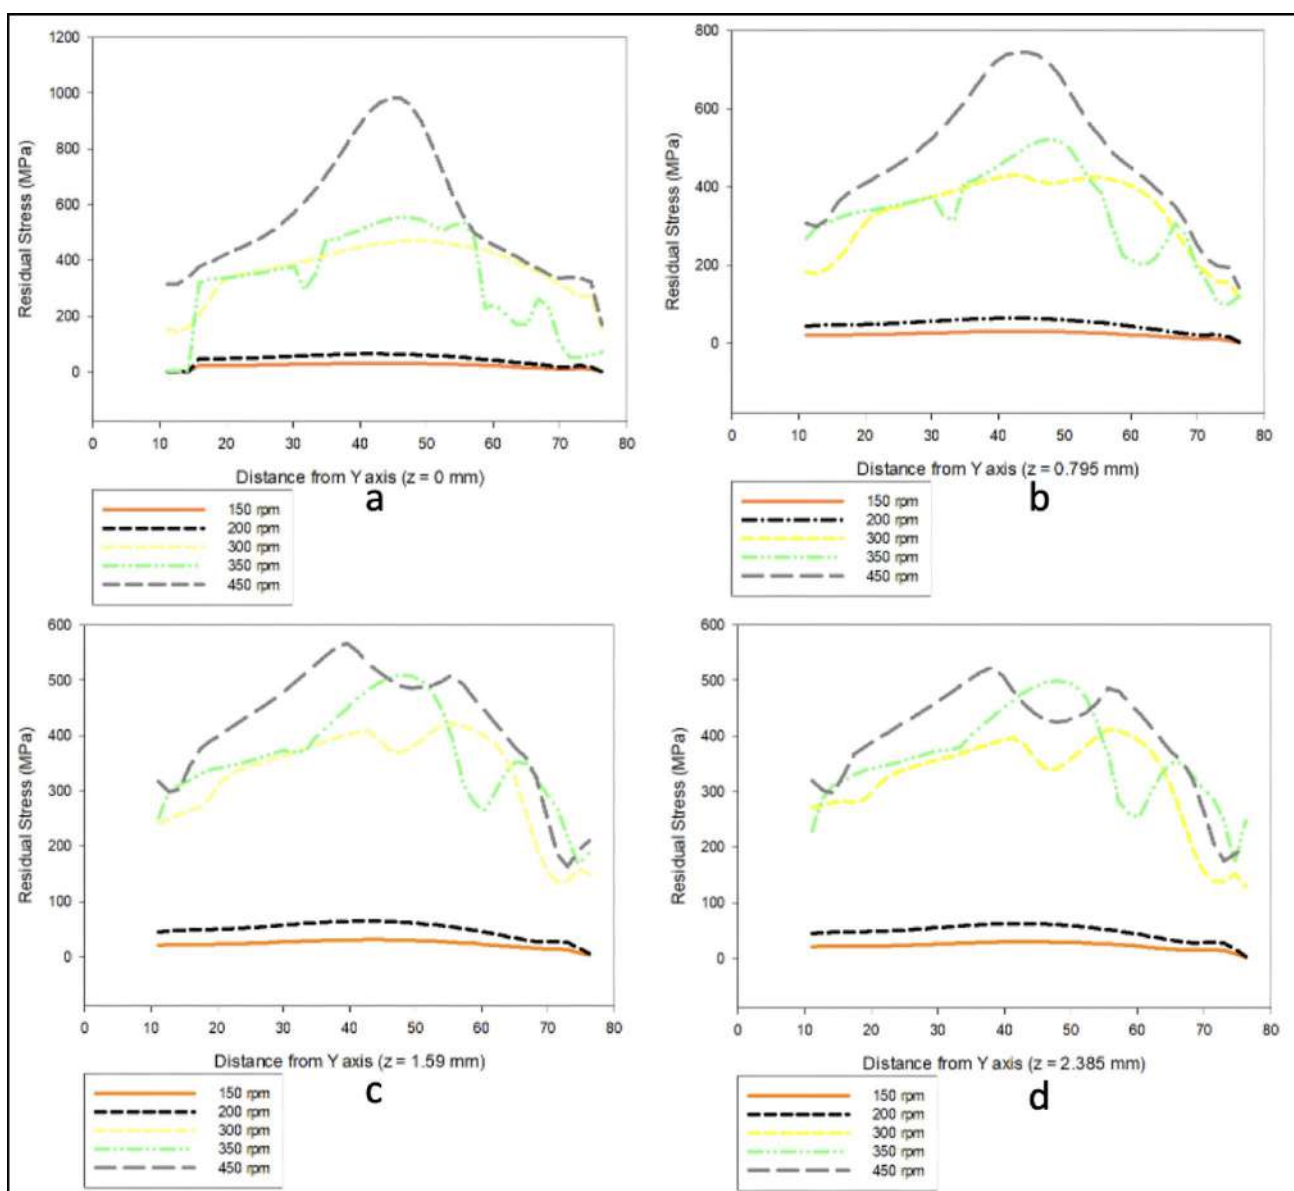 1200
1000
800
600
400
200
0
Residual Stress (MPa)
0 10 20 30 40 50 60 70 80
Distance from Y axis (z = 0 mm)
a
150 rpm
200 rpm
300 rpm
350 rpm
450 rpm
800
600
400
200
0
Residual Stress (MPa)
0 10 20 30 40 50 60 70 80
Distance from Y axis (z = 0.795 mm)
b
150 rpm
200 rpm
300 rpm
350 rpm
450 rpm
600
500
400
300
200
100
0
Residual Stress (MPa)
0 10 20 30 40 50 60 70 80
Distance from Y axis (z = 1.59 mm)
c
150 rpm
200 rpm
300 rpm
350 rpm
450 rpm
600
500
400
300
200
100
0
Residual Stress (MPa)
0 10 20 30 40 50 60 70 80
Distance from Y axis (z = 2.385 mm)
d
150 rpm
200 rpm
300 rpm
350 rpm
450 rpm